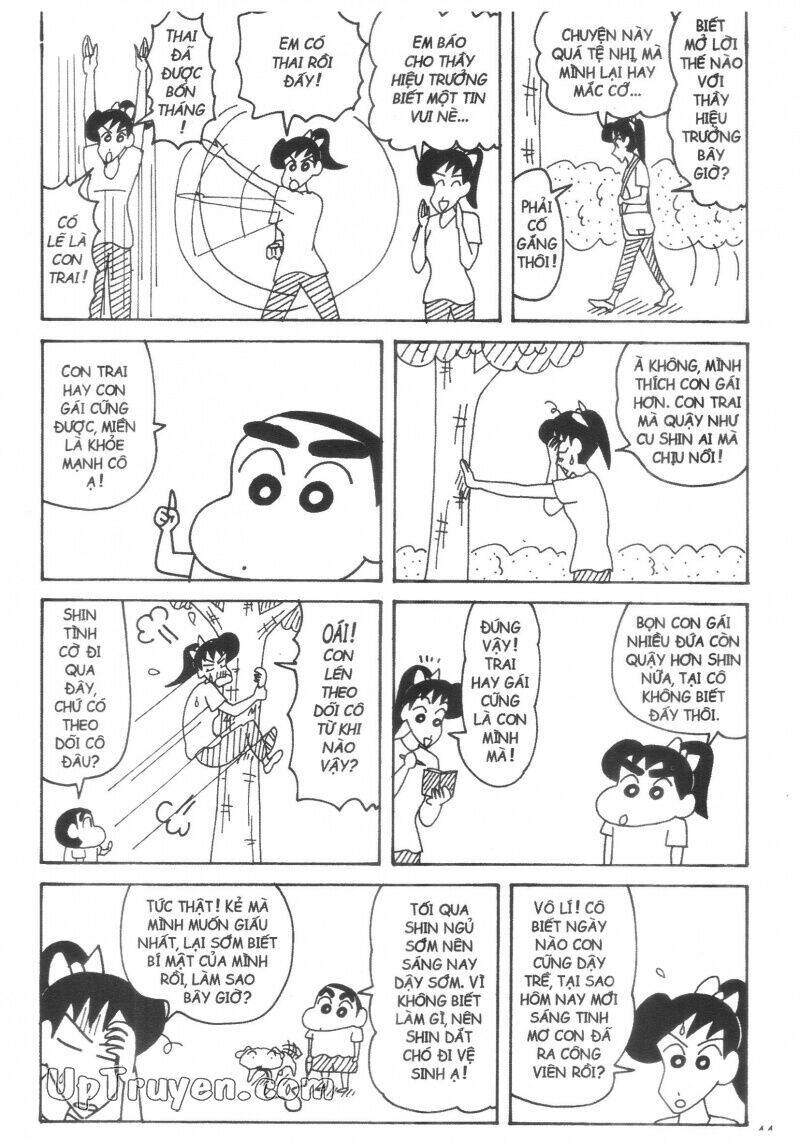 BIẾT
MỞ LỜI
THẾ NÀO
VỚI
THẦY
HIỆU
TRƯỞNG
BÂY
GIỜ?
CHUYỆN NÀY
QUÁ TỆ NHỈ, MÀ
MÌNH LẠI HAY
MẮC CỠ...
PHẢI
CỐ
GẮNG
THÔI!
EM BÁO
CHO THẦY
HIỆU TRƯỞNG
BIẾT MỘT TIN
VUI NÈ...
EM CÓ
THAI RỒI
ĐẤY!
THAI
ĐÃ
ĐƯỢC
BỐN
THÁNG
!
CÓ
LẼ LÀ
CON
TRAI!
À KHÔNG, MÌNH
THÍCH CON GÁI
HƠN. CON TRAI
MÀ QUẬY NHƯ
CU SHIN AI MÀ
CHỊU NỔI!
CON TRAI
HAY CON
GÁI CŨNG
ĐƯỢC, MIẾN
LÀ KHỎE
MẠNH CÔ
Ạ!
BỌN CON GÁI
NHIỀU ĐỨA CÒN
QUẬY HƠN SHIN
NỮA, TẠI CÔ
KHÔNG BIẾT
ĐẤY THÔI.
ĐÚNG
VẬY!
TRAI
HAY GÁI
CŨNG
LÀ CON
MÌNH
MÀ!
OÁI!
CON
LÉN
THEO
DÕI CÔ
TỪ KHI
NÀO
VẬY?
SHIN
TÌNH
CỜ ĐI
QUA
ĐÂY,
CHỨ CÓ
THEO
DÕI CÔ
ĐÂU?
VÔ LÍ! CÔ
BIẾT NGÀY
NÀO CON
CŨNG DẬY
TRỄ, TẠI SAO
HÔM NAY MỚI
SÁNG TINH
MƠ CON ĐÃ
RA CÔNG
VIÊN RỒI?
TỐI QUA
SHIN NGỦ
SỚM NÊN
SÁNG NAY
DẬY SỚM. VÌ
KHÔNG BIẾT
LÀM GÌ, NÊN
SHIN DẮT
CHÓ ĐI VỆ
SINH Ạ!
TỨC THẬT! KẺ MÀ
MÌNH MUỐN GIẤU
NHẤT, LẠI SỚM BIẾT
BÍ MẬT CỦA MÌNH
RỒI, LÀM SAO
BÂY GIỜ?
UpTruyen.com